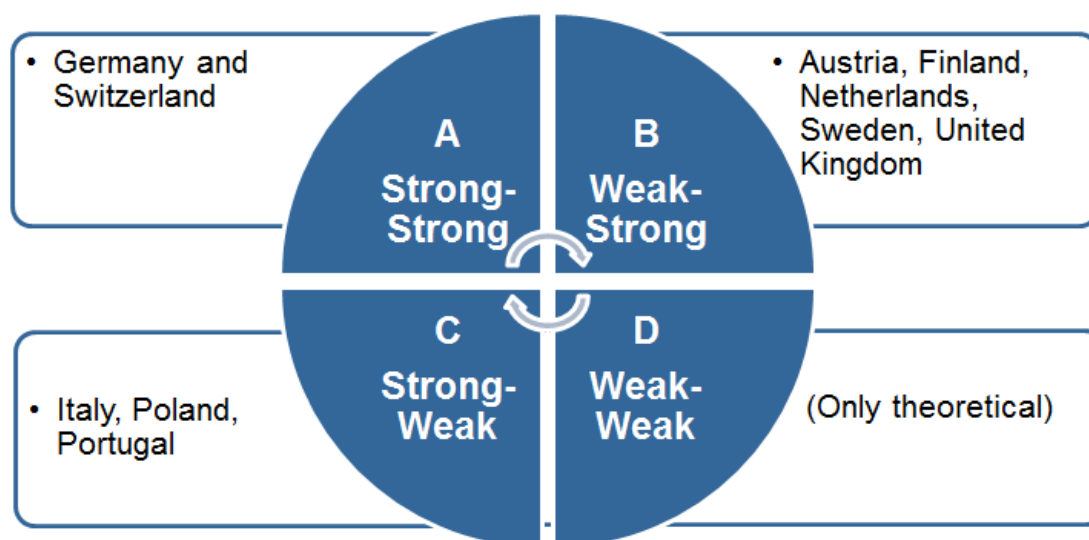 • Germany and
Switzerland
A
Strong-
Strong
B
Weak-
Strong
• Austria, Finland,
Netherlands,
Sweden, United
Kingdom
• Italy, Poland,
Portugal
C
Strong-
Weak
D
Weak-
Weak
(Only theoretical)